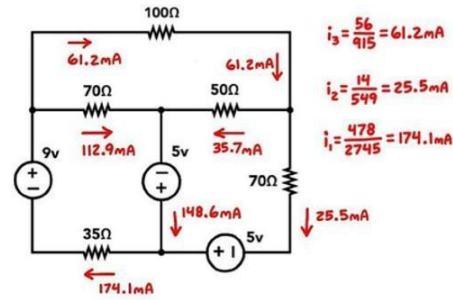 100Ω
61.2mA
61.2mA
i₃ = 56/915 = 61.2mA
70Ω
50Ω
i₂ = 14/549 = 25.5mA
112.9mA
35.7mA
i₁ = 478/2745 = 174.1mA
9v
+
−
5v
−
+
70Ω
148.6mA
25.5mA
35Ω
5v
+ |
174.1mA